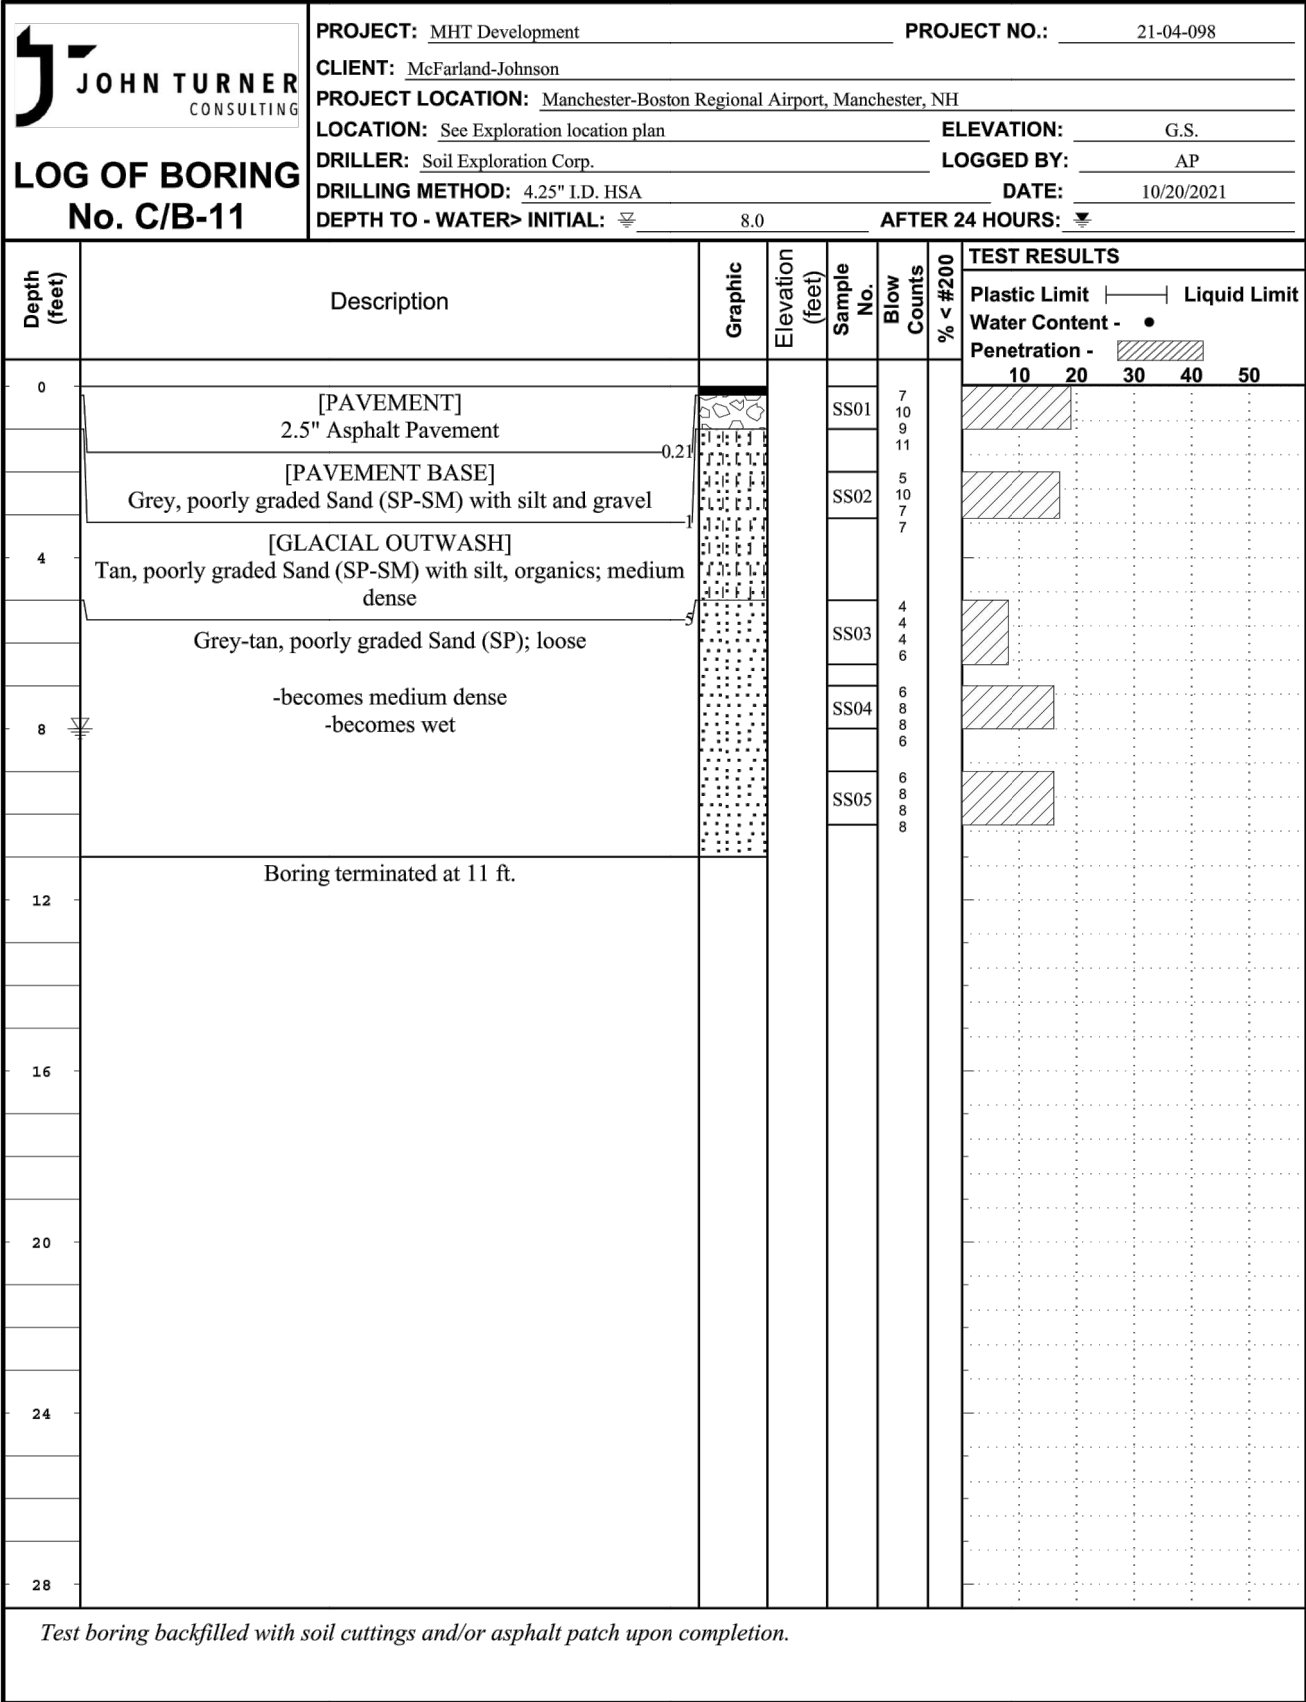 JOHN TURNER
CONSULTING
LOG OF BORING
No. C/B-11
PROJECT: MHT Development PROJECT NO.: 21-04-098
CLIENT: McFarland-Johnson
PROJECT LOCATION: Manchester-Boston Regional Airport, Manchester, NH
LOCATION: See Exploration location plan ELEVATION: G.S.
DRILLER: Soil Exploration Corp. LOGGED BY: AP
DRILLING METHOD: 4.25" I.D. HSA DATE: 10/20/2021
DEPTH TO - WATER> INITIAL: 8.0 AFTER 24 HOURS:
Depth
(feet)
Description
Graphic
Elevation
(feet)
Sample
No.
Blow
Counts
% < #200
TEST RESULTS
Plastic Limit Liquid Limit
Water Content -
Penetration -
10 20 30 40 50
0
[PAVEMENT]
2.5" Asphalt Pavement
0.21
SS01
7
10
9
11
[PAVEMENT BASE]
Grey, poorly graded Sand (SP-SM) with silt and gravel
1
SS02
5
10
7
7
[GLACIAL OUTWASH]
4
Tan, poorly graded Sand (SP-SM) with silt, organics; medium
dense
5
Grey-tan, poorly graded Sand (SP); loose
SS03
4
4
4
6
-becomes medium dense
8
-becomes wet
SS04
6
8
8
6
SS05
6
8
8
8
Boring terminated at 11 ft.
12
16
20
24
28
Test boring backfilled with soil cuttings and/or asphalt patch upon completion.